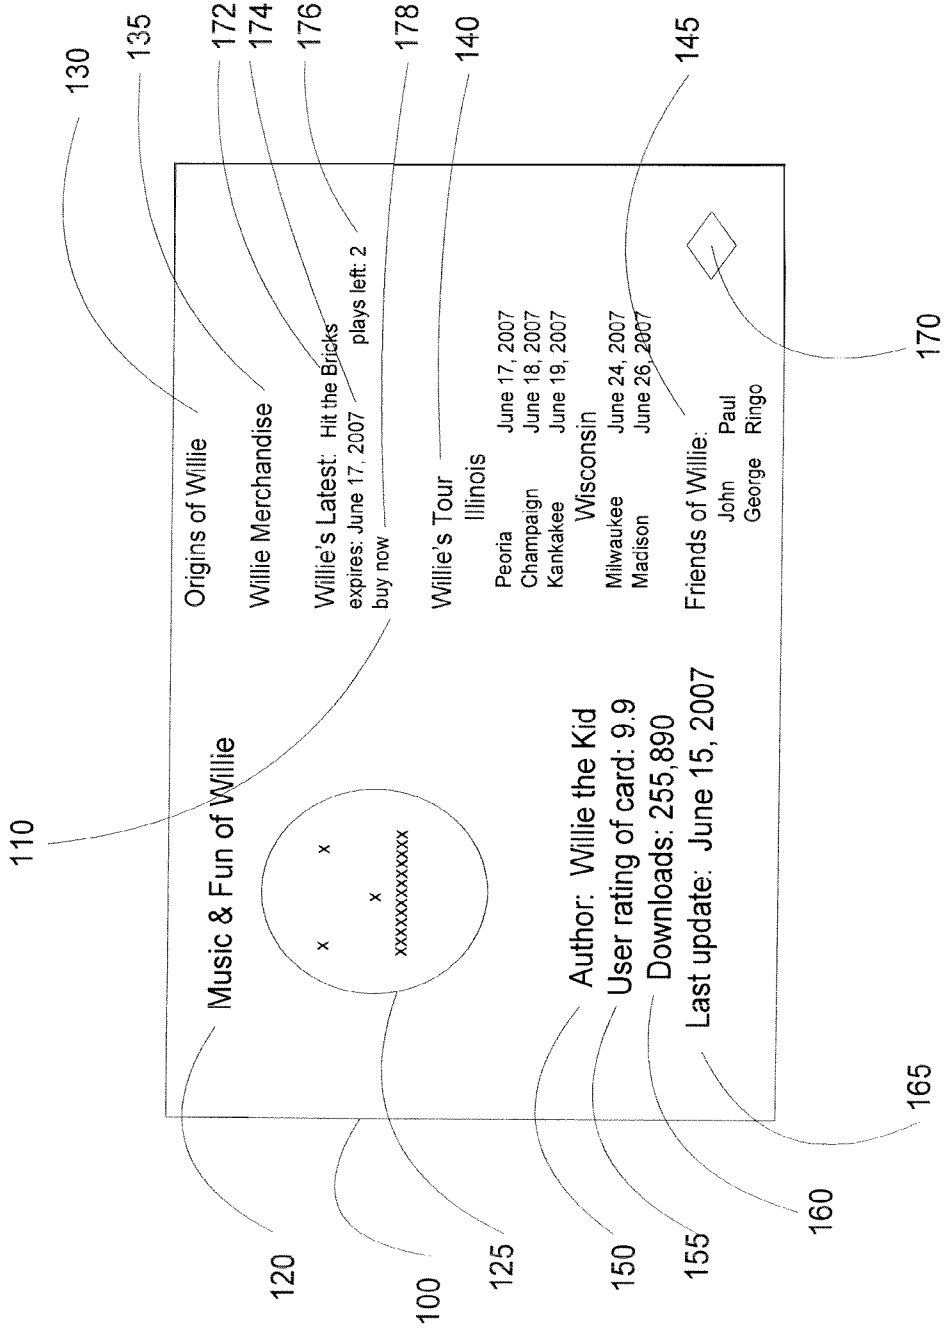 130
135
172
174
176
178
140
145
110
Music & Fun of Willie
x x
x
xxxxxxxxxxxxxx
Author: Willie the Kid
User rating of card: 9.9
Downloads: 255,890
Last update: June 15, 2007
Origins of Willie
Willie Merchandise
Willie's Latest: Hit the Bricks
expires: June 17, 2007 plays left: 2
buy now
Willie's Tour
Illinois
Peoria June 17, 2007
Champaign June 18, 2007
Kankakee June 19, 2007
Wisconsin
Milwaukee June 24, 2007
Madison June 26, 2007
Friends of Willie:
John Paul
George Ringo
120
100
125
150
155
160
165
170